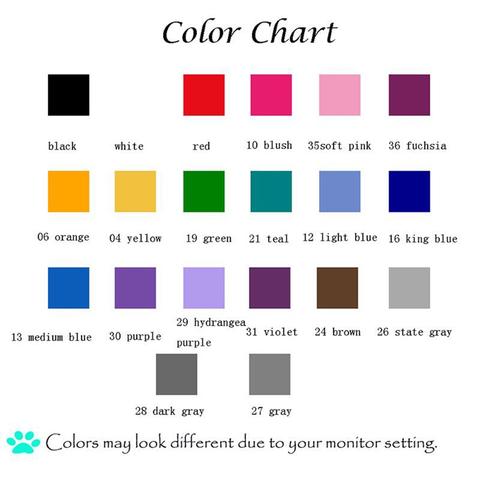 Color Chart
black white red 10 blush 35soft pink 36 fuchsia
06 orange 04 yellow 19 green 21 teal 12 light blue 16 king blue
13 medium blue 30 purple 29 hydrangea purple 31 violet 24 brown 26 state gray
28 dark gray 27 gray
Colors may look different due to your monitor setting.